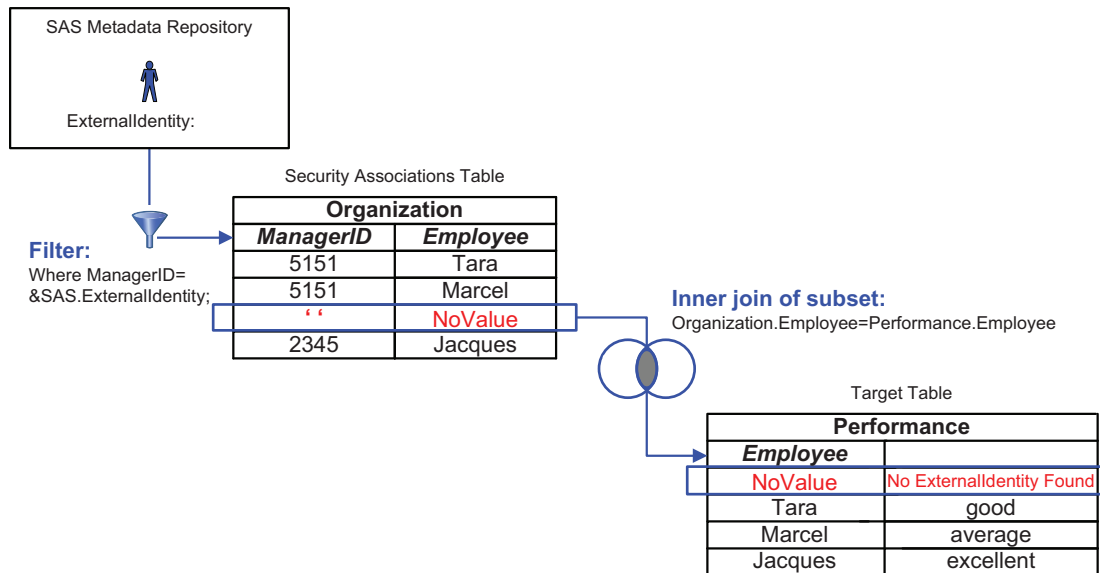 SAS Metadata Repository
ExternalIdentity:
Security Associations Table
Organization
ManagerID Employee
5151 Tara
5151 Marcel
‘ ‘ NoValue
2345 Jacques
Filter:
Where ManagerID=
&SAS.ExternalIdentity;
Inner join of subset:
Organization.Employee=Performance.Employee
Target Table
Performance
Employee
NoValue No ExternalIdentity Found
Tara good
Marcel average
Jacques excellent